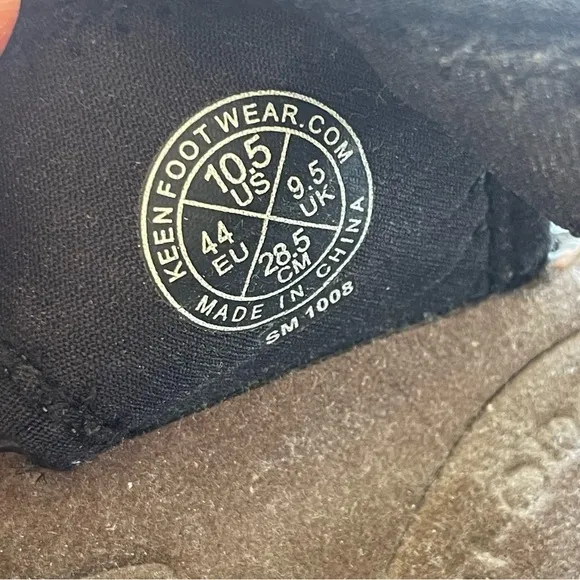 KEENFOOTWEAR.COM
10.5
US
9.5
UK
44
EU
28.5
CM
MADE IN CHINA
SM 1008